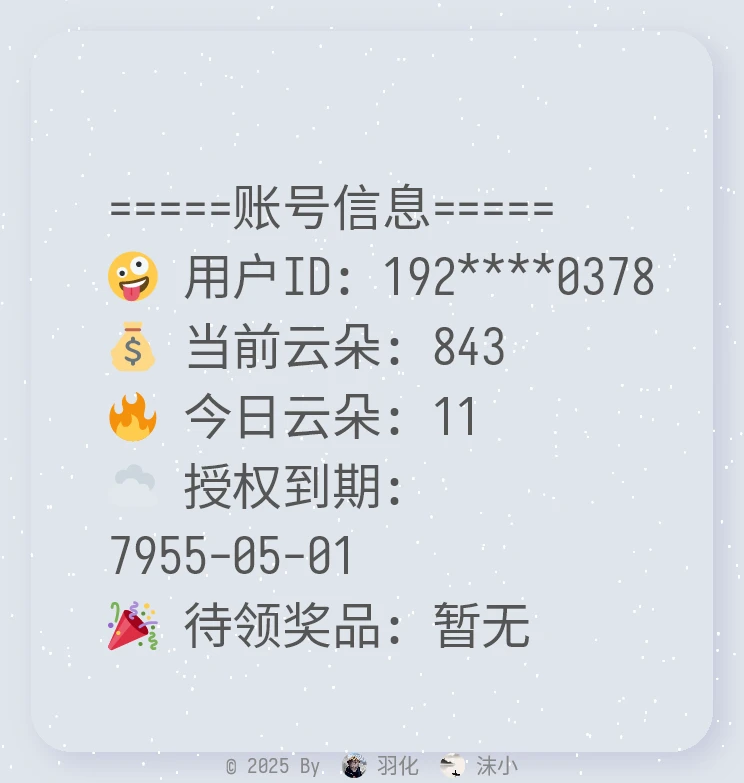 =====账号信息=====
🤪 用户ID: 192****0378
💰 当前云朵: 843
🔥 今日云朵: 11
☁️ 授权到期:
7955-05-01
🎉 待领奖品: 暂无
© 2025 By 羽化 沫小